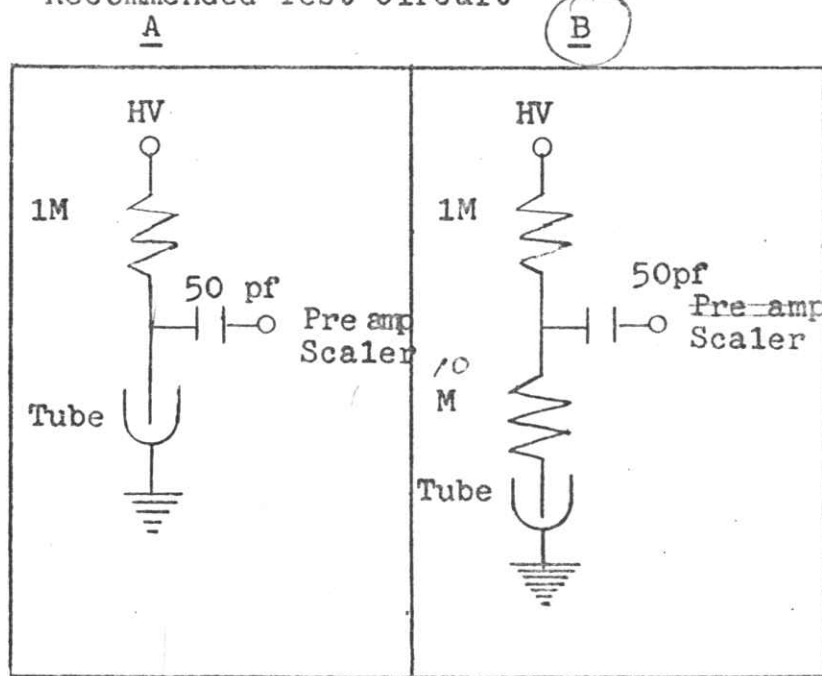 Recommended Test Circuit
A
B
HV
1M
50 pf
Pre amp
Scaler
Tube
HV
1M
50pf
Pre-amp
Scaler
10
M
Tube